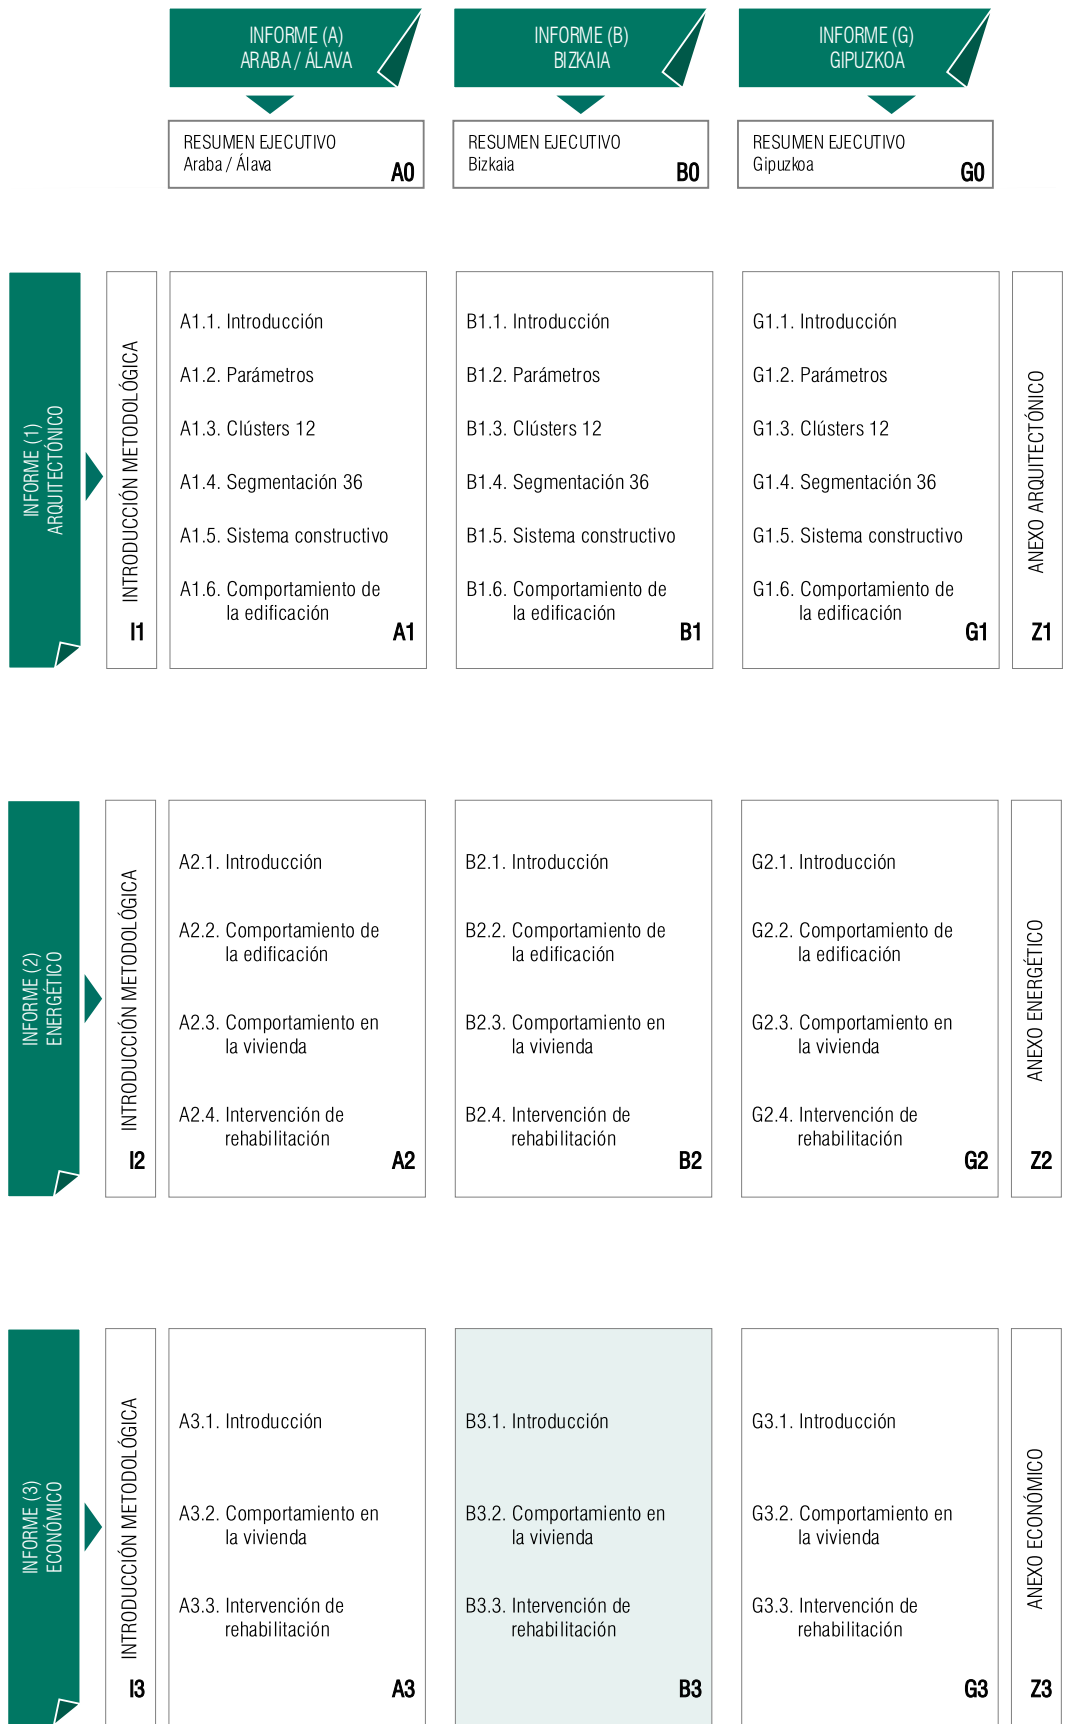 INFORME (A)
ARABA / ÁLAVA
INFORME (B)
BIZKAIA
INFORME (G)
GIPUZKOA
RESUMEN EJECUTIVO
Araba / Álava
A0
RESUMEN EJECUTIVO
Bizkaia
B0
RESUMEN EJECUTIVO
Gipuzkoa
G0
INFORME (1)
ARQUITECTÓNICO
INTRODUCCIÓN METODOLÓGICA
I1
A1.1. Introducción
A1.2. Parámetros
A1.3. Clústers 12
A1.4. Segmentación 36
A1.5. Sistema constructivo
A1.6. Comportamiento de
la edificación
A1
B1.1. Introducción
B1.2. Parámetros
B1.3. Clústers 12
B1.4. Segmentación 36
B1.5. Sistema constructivo
B1.6. Comportamiento de
la edificación
B1
G1.1. Introducción
G1.2. Parámetros
G1.3. Clústers 12
G1.4. Segmentación 36
G1.5. Sistema constructivo
G1.6. Comportamiento de
la edificación
G1
ANEXO ARQUITECTÓNICO
Z1
INFORME (2)
ENERGÉTICO
INTRODUCCIÓN METODOLÓGICA
I2
A2.1. Introducción
A2.2. Comportamiento de
la edificación
A2.3. Comportamiento en
la vivienda
A2.4. Intervención de
rehabilitación
A2
B2.1. Introducción
B2.2. Comportamiento de
la edificación
B2.3. Comportamiento en
la vivienda
B2.4. Intervención de
rehabilitación
B2
G2.1. Introducción
G2.2. Comportamiento de
la edificación
G2.3. Comportamiento en
la vivienda
G2.4. Intervención de
rehabilitación
G2
ANEXO ENERGÉTICO
Z2
INFORME (3)
ECONÓMICO
INTRODUCCIÓN METODOLÓGICA
I3
A3.1. Introducción
A3.2. Comportamiento en
la vivienda
A3.3. Intervención de
rehabilitación
A3
B3.1. Introducción
B3.2. Comportamiento en
la vivienda
B3.3. Intervención de
rehabilitación
B3
G3.1. Introducción
G3.2. Comportamiento en
la vivienda
G3.3. Intervención de
rehabilitación
G3
ANEXO ECONÓMICO
Z3